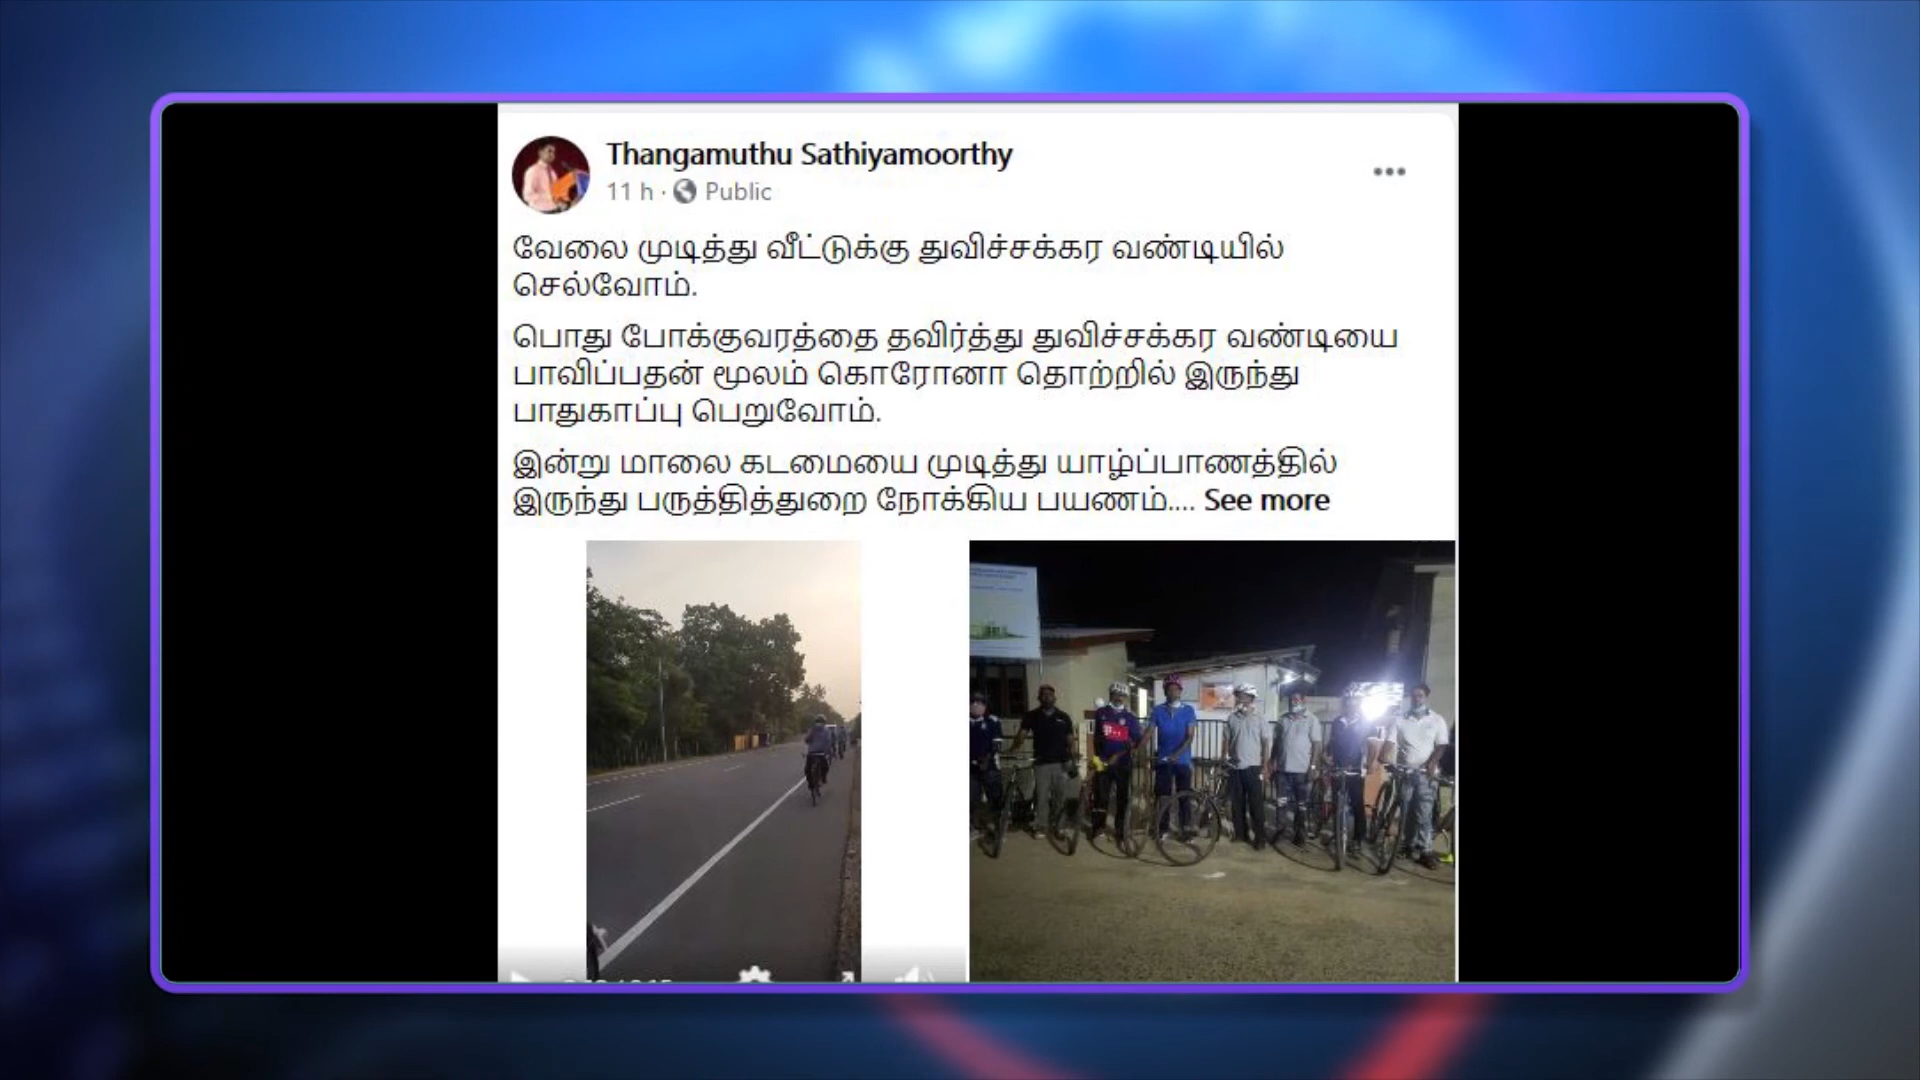 Thangamuthu Sathiyamoorthy
11 h · Public
வேலை முடித்து வீட்டுக்கு துவிச்சக்கர வண்டியில்
செல்வோம்.
பொது போக்குவரத்தை தவிர்த்து துவிச்சக்கர வண்டியை
பாவிப்பதன் மூலம் கொரோனா தொற்றில் இருந்து
பாதுகாப்பு பெறுவோம்.
இன்று மாலை கடமையை முடித்து யாழ்ப்பாணத்தில்
இருந்து பருத்தித்துறை நோக்கிய பயணம்.... See more